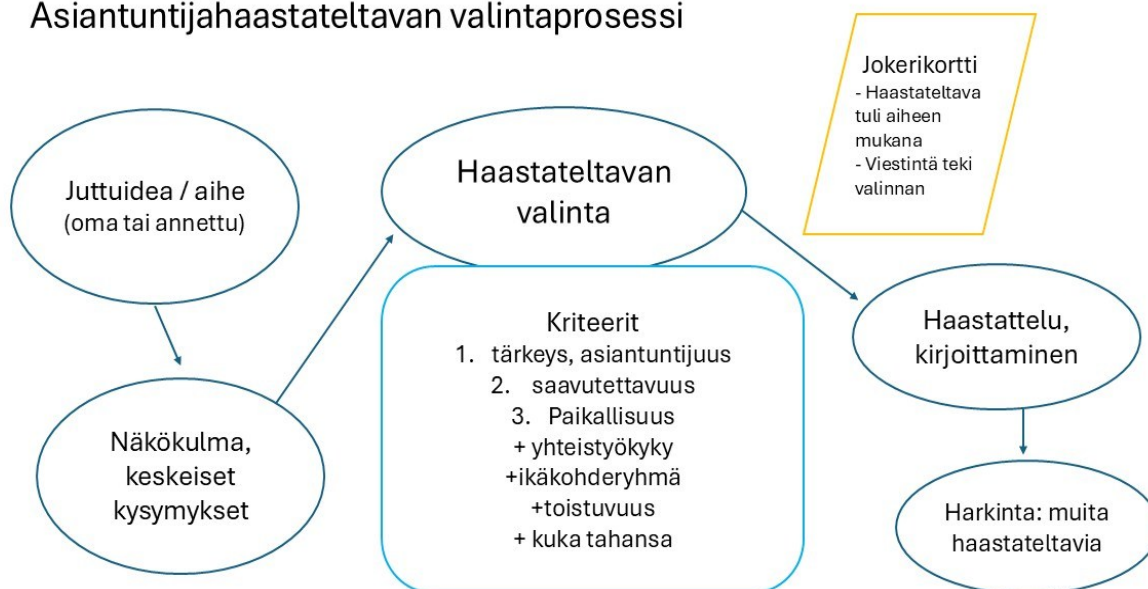 Asiantuntijahaastateltavan valintaprosessi
Juttuidea / aihe
(oma tai annettu)
Näkökulma,
keskeiset
kysymykset
Haastateltavan
valinta
Kriteerit
1. tärkeys, asiantuntijuus
2. saavutettavuus
3. Paikallisuus
+ yhteistyökyky
+ikäkohderyhmä
+toistuvuus
+ kuka tahansa
Jokerikortti
- Haastateltava
tuli aiheen
mukana
- Viestintä teki
valinnan
Haastattelu,
kirjoittaminen
Harkinta: muita
haastateltavia